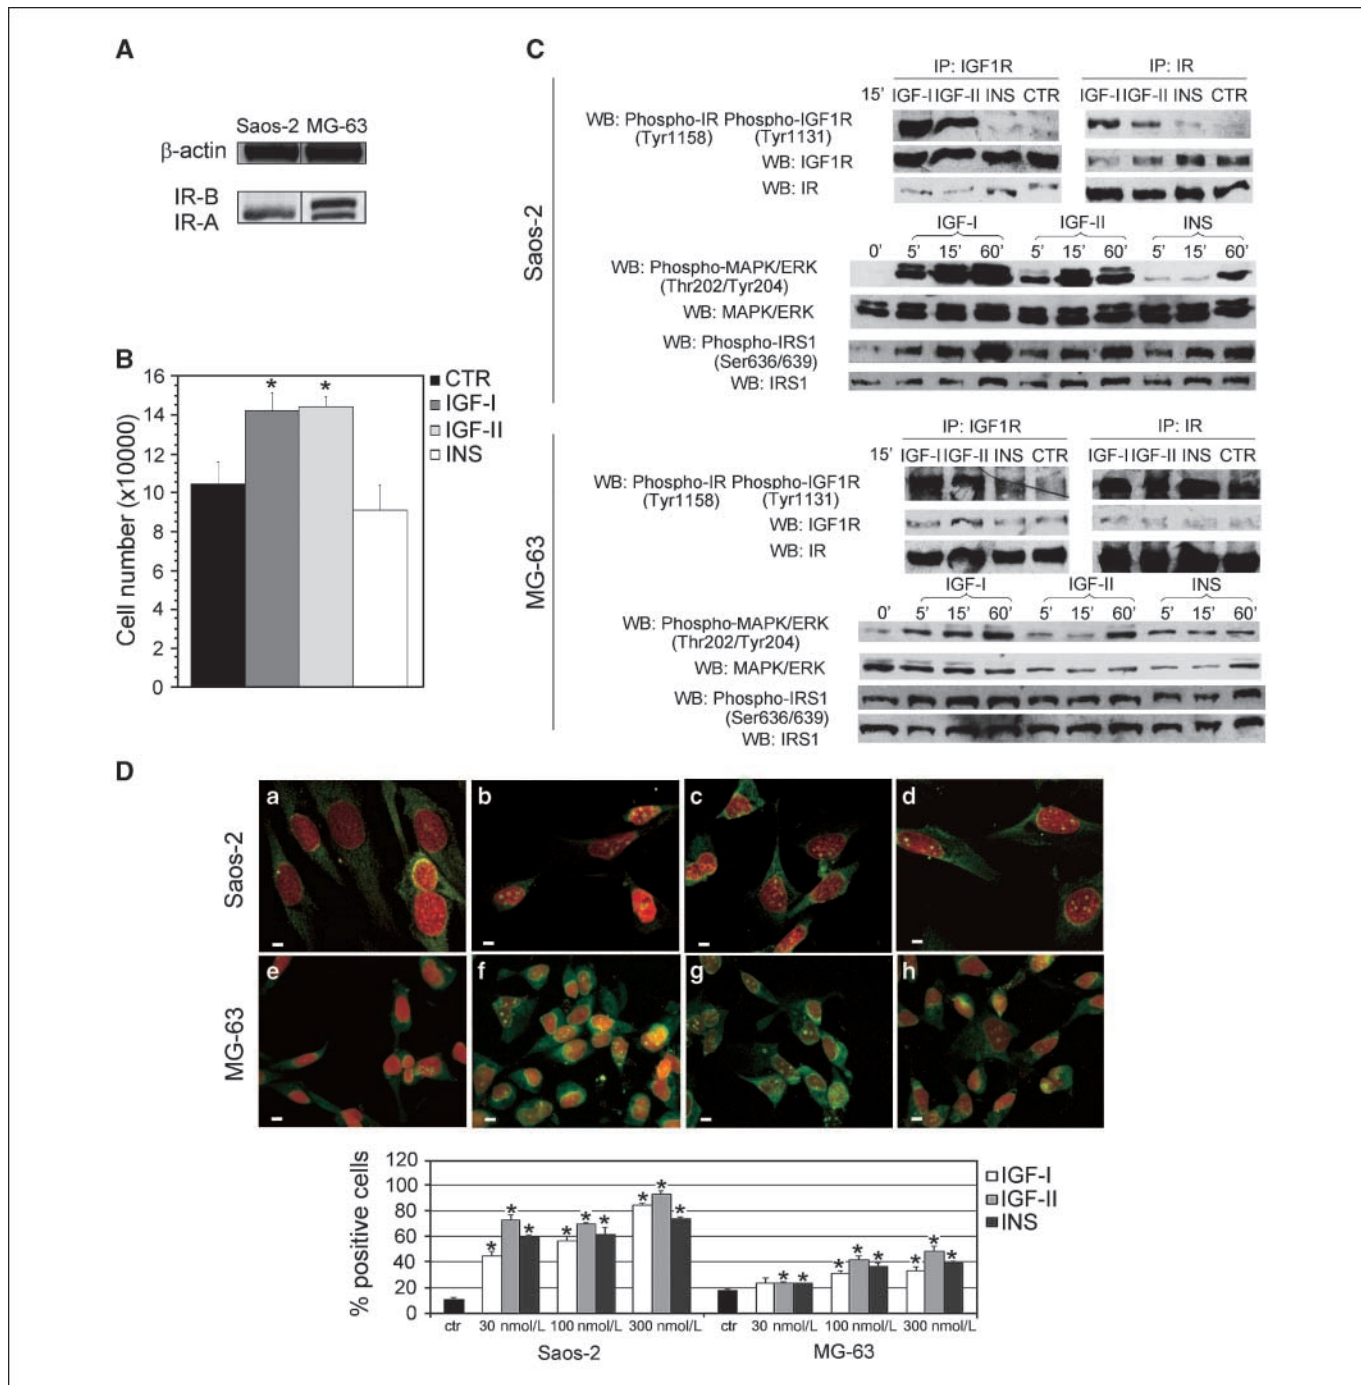 A
Saos-2 MG-63
β-actin
IR-B
IR-A
B
16
14
12
10
8
6
4
2
0
Cell number (x10000)
* *
CTR
IGF-I
IGF-II
INS
C
Saos-2
IP: IGF1R IP: IR
15' IGF-I IGF-II INS CTR IGF-I IGF-II INS CTR
WB: Phospho-IR Phospho-IGF1R
(Tyr1158) (Tyr1131)
WB: IGF1R
WB: IR
IGF-I IGF-II INS
0' 5' 15' 60' 5' 15' 60' 5' 15' 60'
WB: Phospho-MAPK/ERK
(Thr202/Tyr204)
WB: MAPK/ERK
WB: Phospho-IRS1
(Ser636/639)
WB: IRS1
MG-63
IP: IGF1R IP: IR
15' IGF-I IGF-II INS CTR IGF-I IGF-II INS CTR
WB: Phospho-IR Phospho-IGF1R
(Tyr1158) (Tyr1131)
WB: IGF1R
WB: IR
IGF-I IGF-II INS
0' 5' 15' 60' 5' 15' 60' 5' 15' 60'
WB: Phospho-MAPK/ERK
(Thr202/Tyr204)
WB: MAPK/ERK
WB: Phospho-IRS1
(Ser636/639)
WB: IRS1
D
Saos-2
a b c d
MG-63
e f g h
% positive cells
120
100
80
60
40
20
0
* * * * * * * * * * * * * * * * *
IGF-I
IGF-II
INS
ctr 30 nmol/L 100 nmol/L 300 nmol/L ctr 30 nmol/L 100 nmol/L 300 nmol/L
Saos-2 MG-63